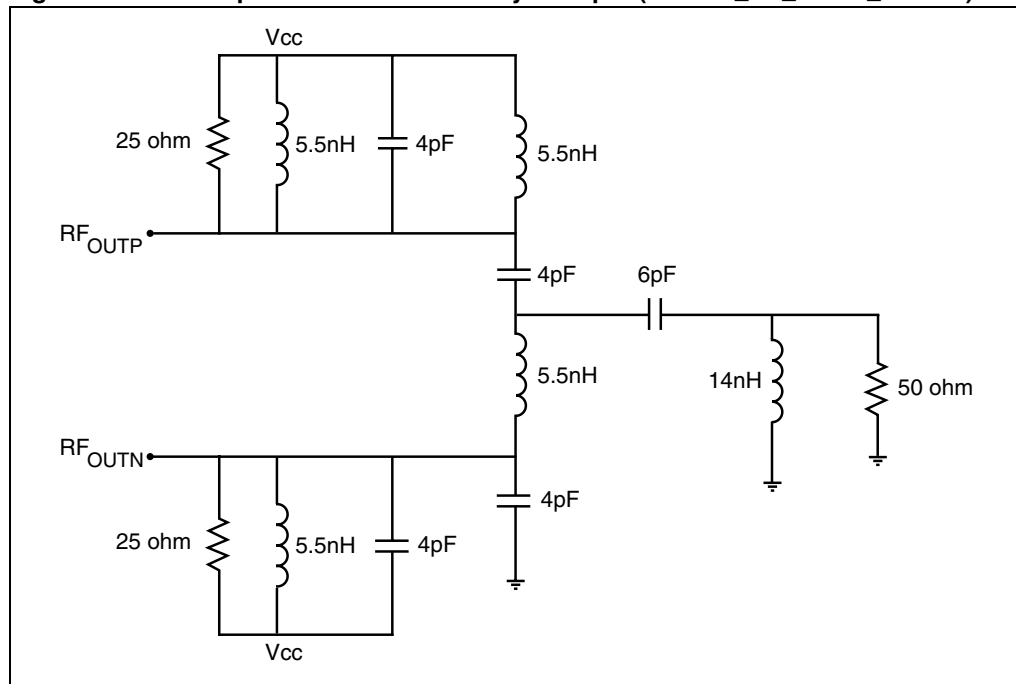 Vcc
25 ohm
5.5nH
4pF
5.5nH
RF OUTP
4pF
6pF
5.5nH
14nH
50 ohm
RF OUTN
4pF
25 ohm
5.5nH
4pF
Vcc